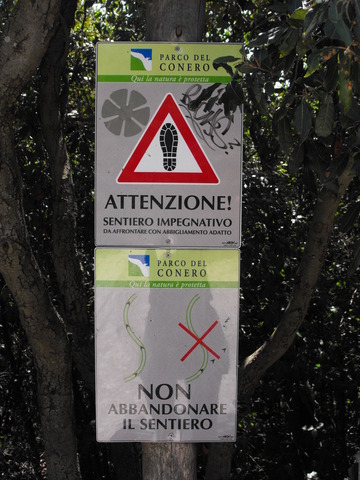 PARCO DEL
CONERO
Qui la natura è protetta
ATTENZIONE!
SENTIERO IMPEGNATIVO
DA AFFRONTARE CON ABBIGLIAMENTO ADATTO
PARCO DEL
CONERO
Qui la natura è protetta
NON
ABBANDONARE
IL SENTIERO